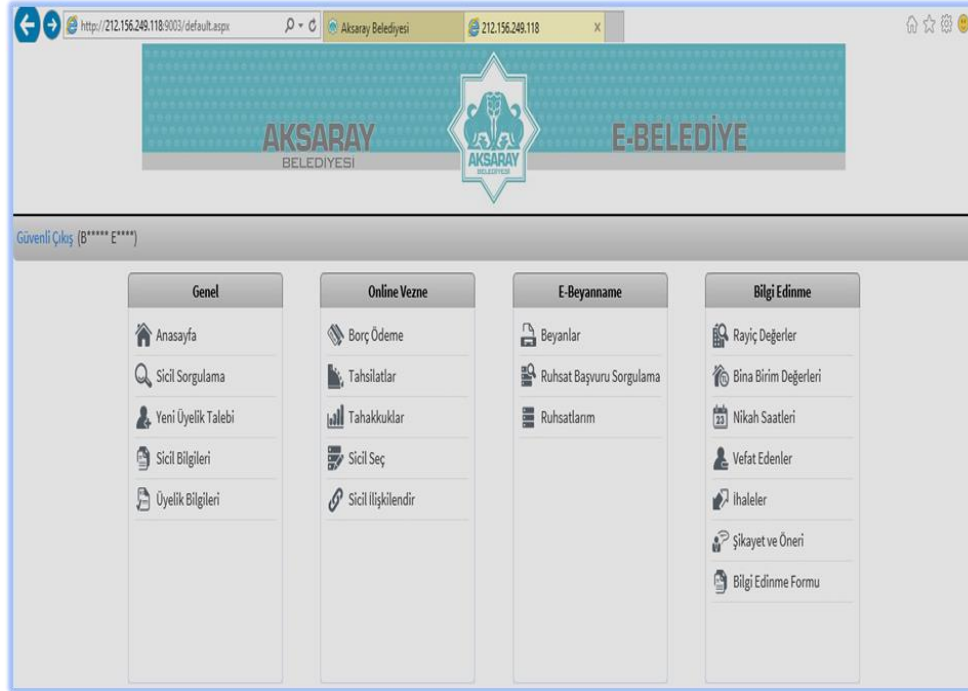 http://212.156.249.118:9003/default.aspx
Aksaray Belediyesi
212.156.249.118
AKSARAY
BELEDİYESI
AKSARAY
BELEDİYESİ
E-BELEDİYE
Güvenli Çıkış (B***** E****)
Genel
Anasayfa
Sicil Sorgulama
Yeni Üyelik Talebi
Sicil Bilgileri
Üyelik Bilgileri
Online Vezne
Borç Ödeme
Tahsilatlar
Tahakkuklar
Sicil Seç
Sicil İlişkilendir
E-Beyanname
Beyanlar
Ruhsat Başvuru Sorgulama
Ruhsatlarım
Bilgi Edinme
Rayiç Değerler
Bina Birim Değerleri
23
Nikah Saatleri
Vefat Edenler
İhaleler
Şikayet ve Öneri
Bilgi Edinme Formu